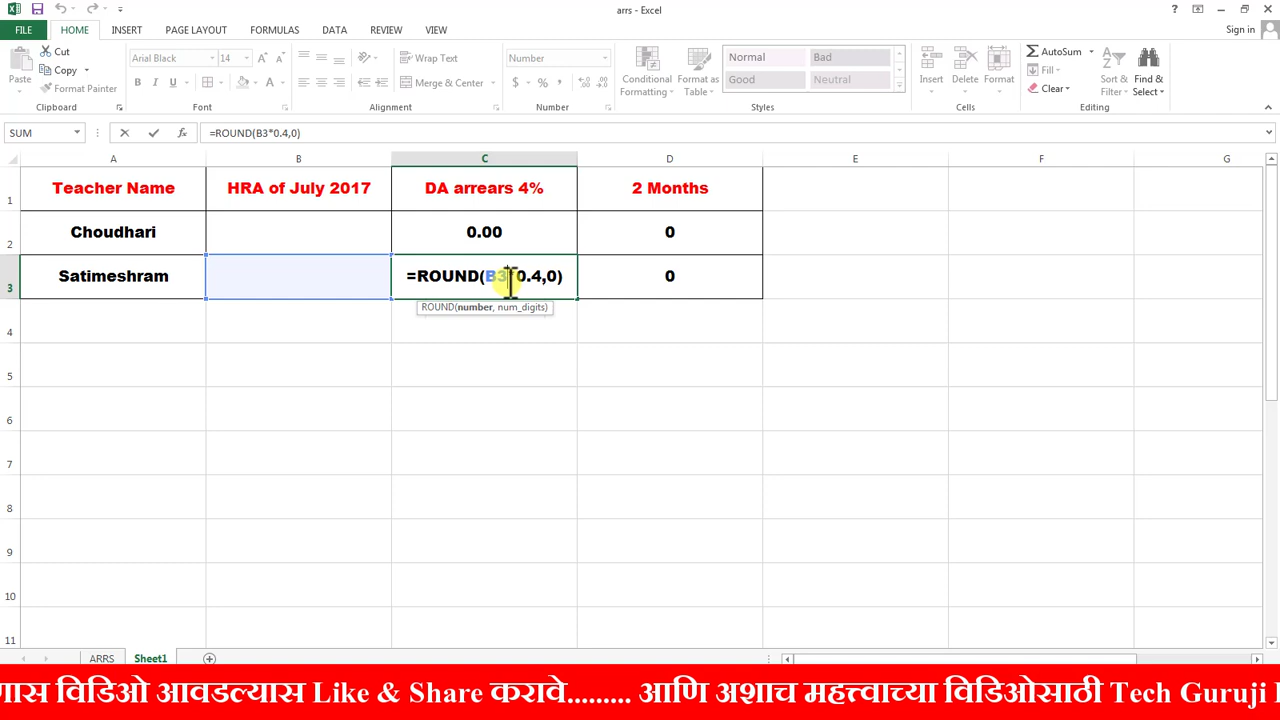 arrs - Excel
FILE HOME INSERT PAGE LAYOUT FORMULAS DATA REVIEW VIEW Sign in
Paste Cut Copy Format Painter Clipboard
Arial Black 14 B I U Font
Wrap Text Merge & Center Alignment
Number $ % Number
Conditional Formatting Format as Table Normal Bad Good Neutral Styles
Insert Delete Format Cells
AutoSum Fill Clear Sort & Find & Select Editing
SUM =ROUND(B3*0.4,0)
A B C D E F G
1 Teacher Name HRA of July 2017 DA arrears 4% 2 Months
2 Choudhari 0.00 0
3 Satimeshram =ROUND(B3*0.4,0) 0
ROUND(number, num_digits)
4
5
6
7
8
9
10
11
ARRS Sheet1
विडिओ आवडल्यास Like & Share करावे......... आणि अशाच महत्त्वाच्या विडिओसाठी Tech Guruji